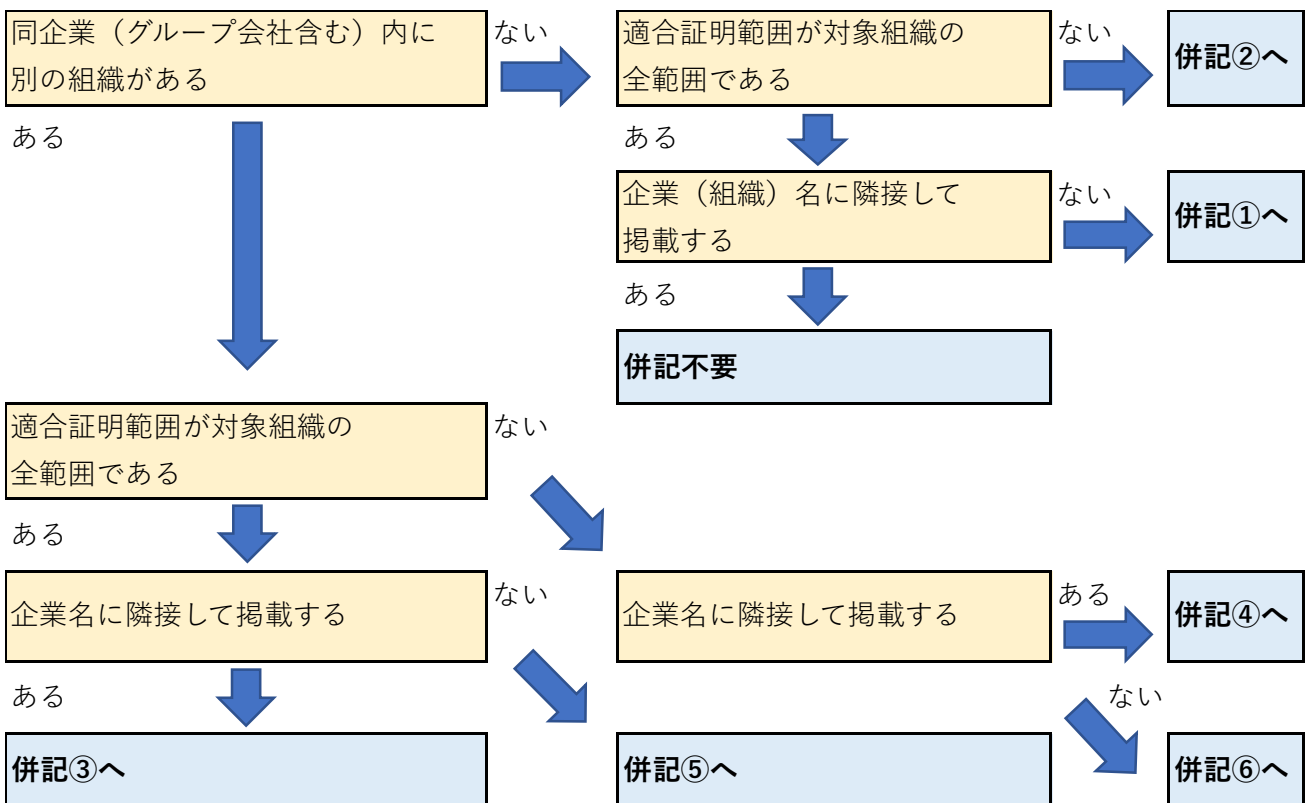 同企業（グループ会社含む）内に
別の組織がある
ない
適合証明範囲が対象組織の
全範囲である
ない
併記②へ
ある
ある
企業（組織）名に隣接して
掲載する
ない
併記①へ
ある
併記不要
適合証明範囲が対象組織の
全範囲である
ない
ある
企業名に隣接して掲載する
ない
企業名に隣接して掲載する
ある
併記④へ
ある
ない
併記③へ
併記⑤へ
併記⑥へ